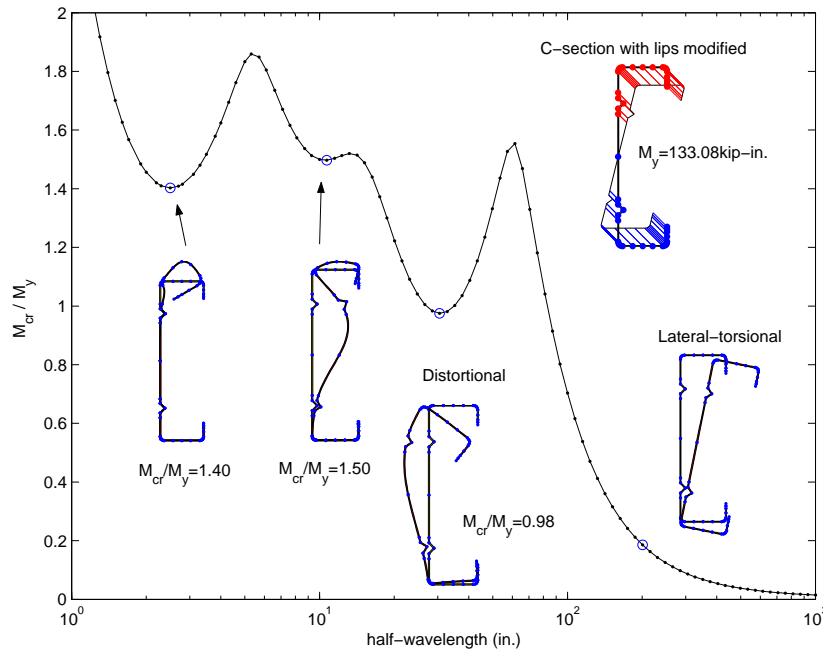 C-section with lips modified
M_y=133.08kip-in.
2
1.8
1.6
1.4
1.2
1
0.8
0.6
0.4
0.2
0
M_cr / M_y
Lateral-torsional
Distortional
M_cr/M_y=1.40
M_cr/M_y=1.50
M_cr/M_y=0.98
10^0
10^1
10^2
10^3
half-wavelength (in.)